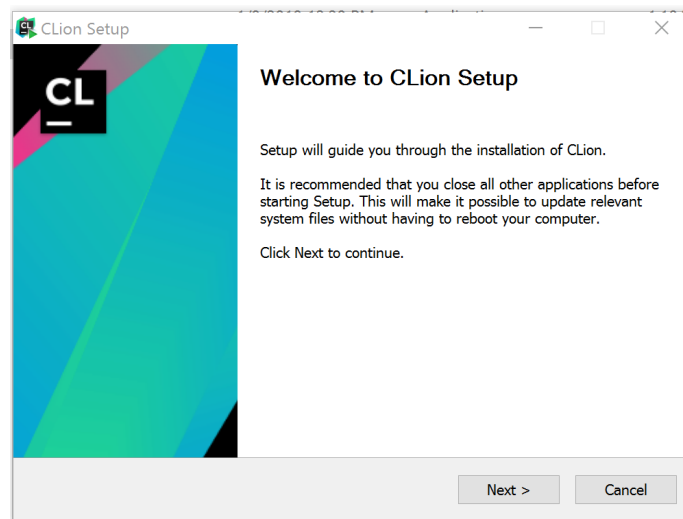 CLion Setup
CL
Welcome to CLion Setup
Setup will guide you through the installation of CLion.
It is recommended that you close all other applications before
starting Setup. This will make it possible to update relevant
system files without having to reboot your computer.
Click Next to continue.
Next >
Cancel